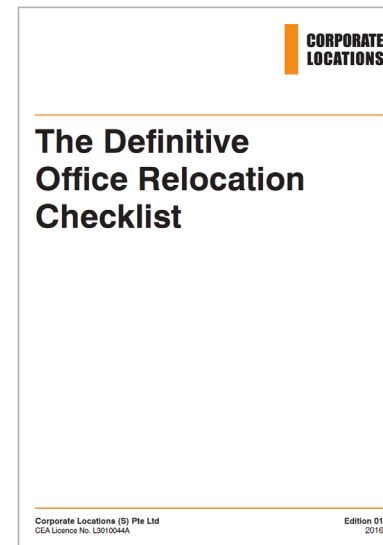 CORPORATE
LOCATIONS
The Definitive
Office Relocation
Checklist
Corporate Locations (S) Pte Ltd
Edition 01
CEA Licence No. L3010044A
2016